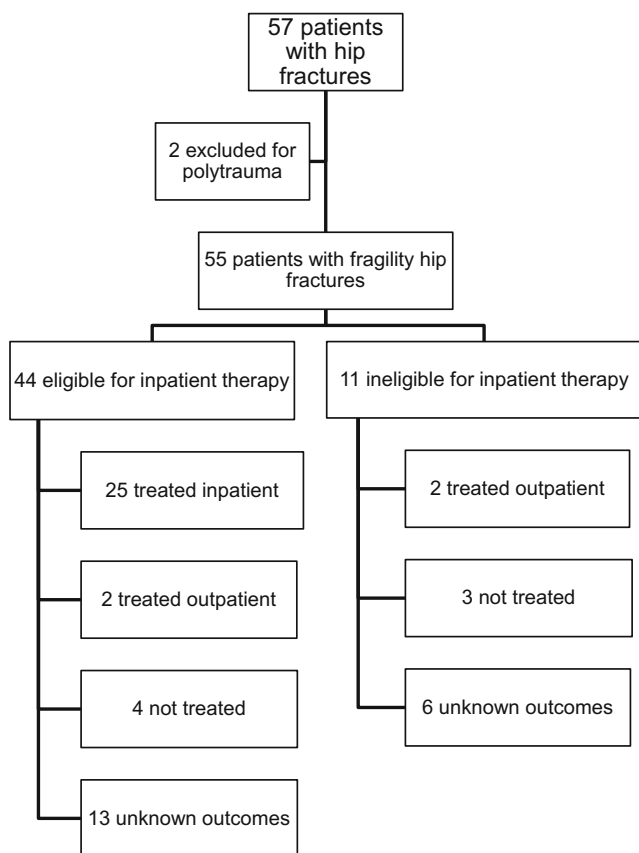 57 patients
with hip
fractures
2 excluded for
polytrauma
55 patients with fragility hip
fractures
44 eligible for inpatient therapy
25 treated inpatient
2 treated outpatient
4 not treated
13 unknown outcomes
11 ineligible for inpatient therapy
2 treated outpatient
3 not treated
6 unknown outcomes